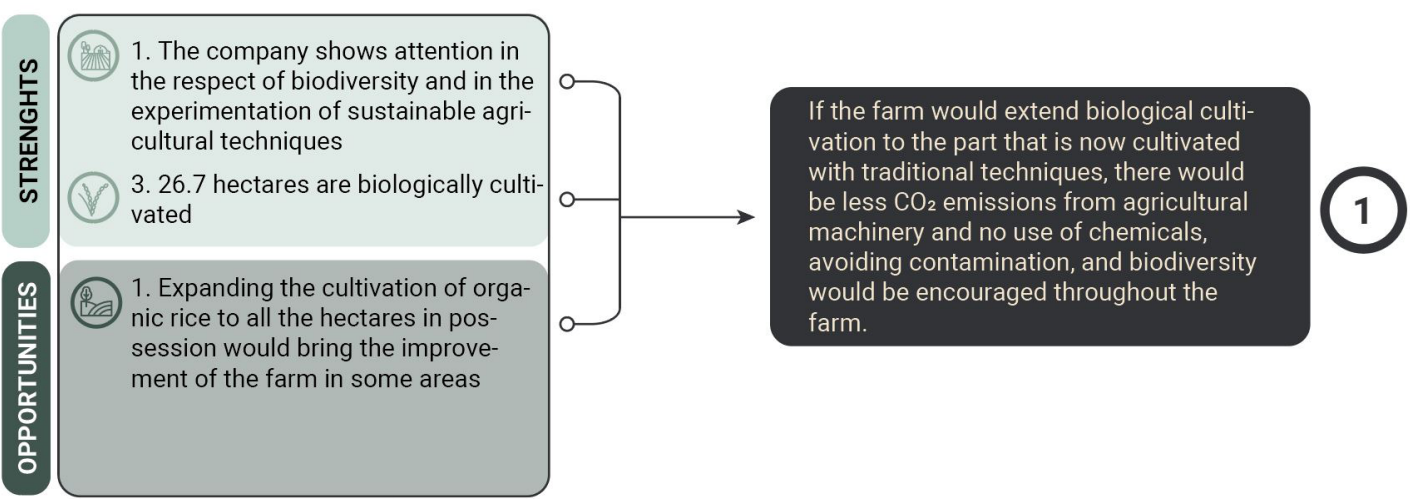 STRENGHTS
1. The company shows attention in
the respect of biodiversity and in the
experimentation of sustainable agri-
cultural techniques
3. 26.7 hectares are biologically culti-
vated
OPPORTUNITIES
1. Expanding the cultivation of orga-
nic rice to all the hectares in pos-
session would bring the improve-
ment of the farm in some areas
If the farm would extend biological culti-
vation to the part that is now cultivated
with traditional techniques, there would
be less CO₂ emissions from agricultural
machinery and no use of chemicals,
avoiding contamination, and biodiversity
would be encouraged throughout the
farm.
1